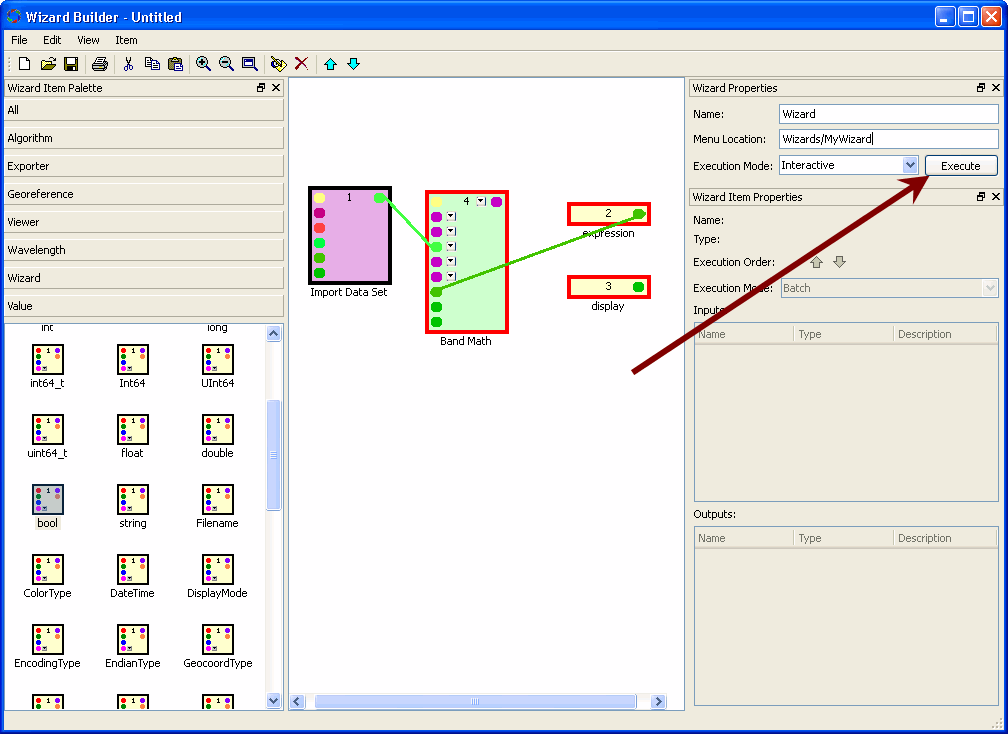 Wizard Builder - Untitled
File Edit View Item
Wizard Item Palette
All
Algorithm
Exporter
Georeference
Viewer
Wavelength
Wizard
Value
int long
int64_t Int64 UInt64
uint64_t float double
bool string Filename
ColorType DateTime DisplayMode
EncodingType EndianType GeocoordType
1
Import Data Set
4
Band Math
2
expression
3
display
Wizard Properties
Name: Wizard
Menu Location: Wizards/MyWizard
Execution Mode: Interactive Execute
Wizard Item Properties
Name:
Type:
Execution Order:
Execution Mode: Batch
Inputs:
Name Type Description
Outputs:
Name Type Description